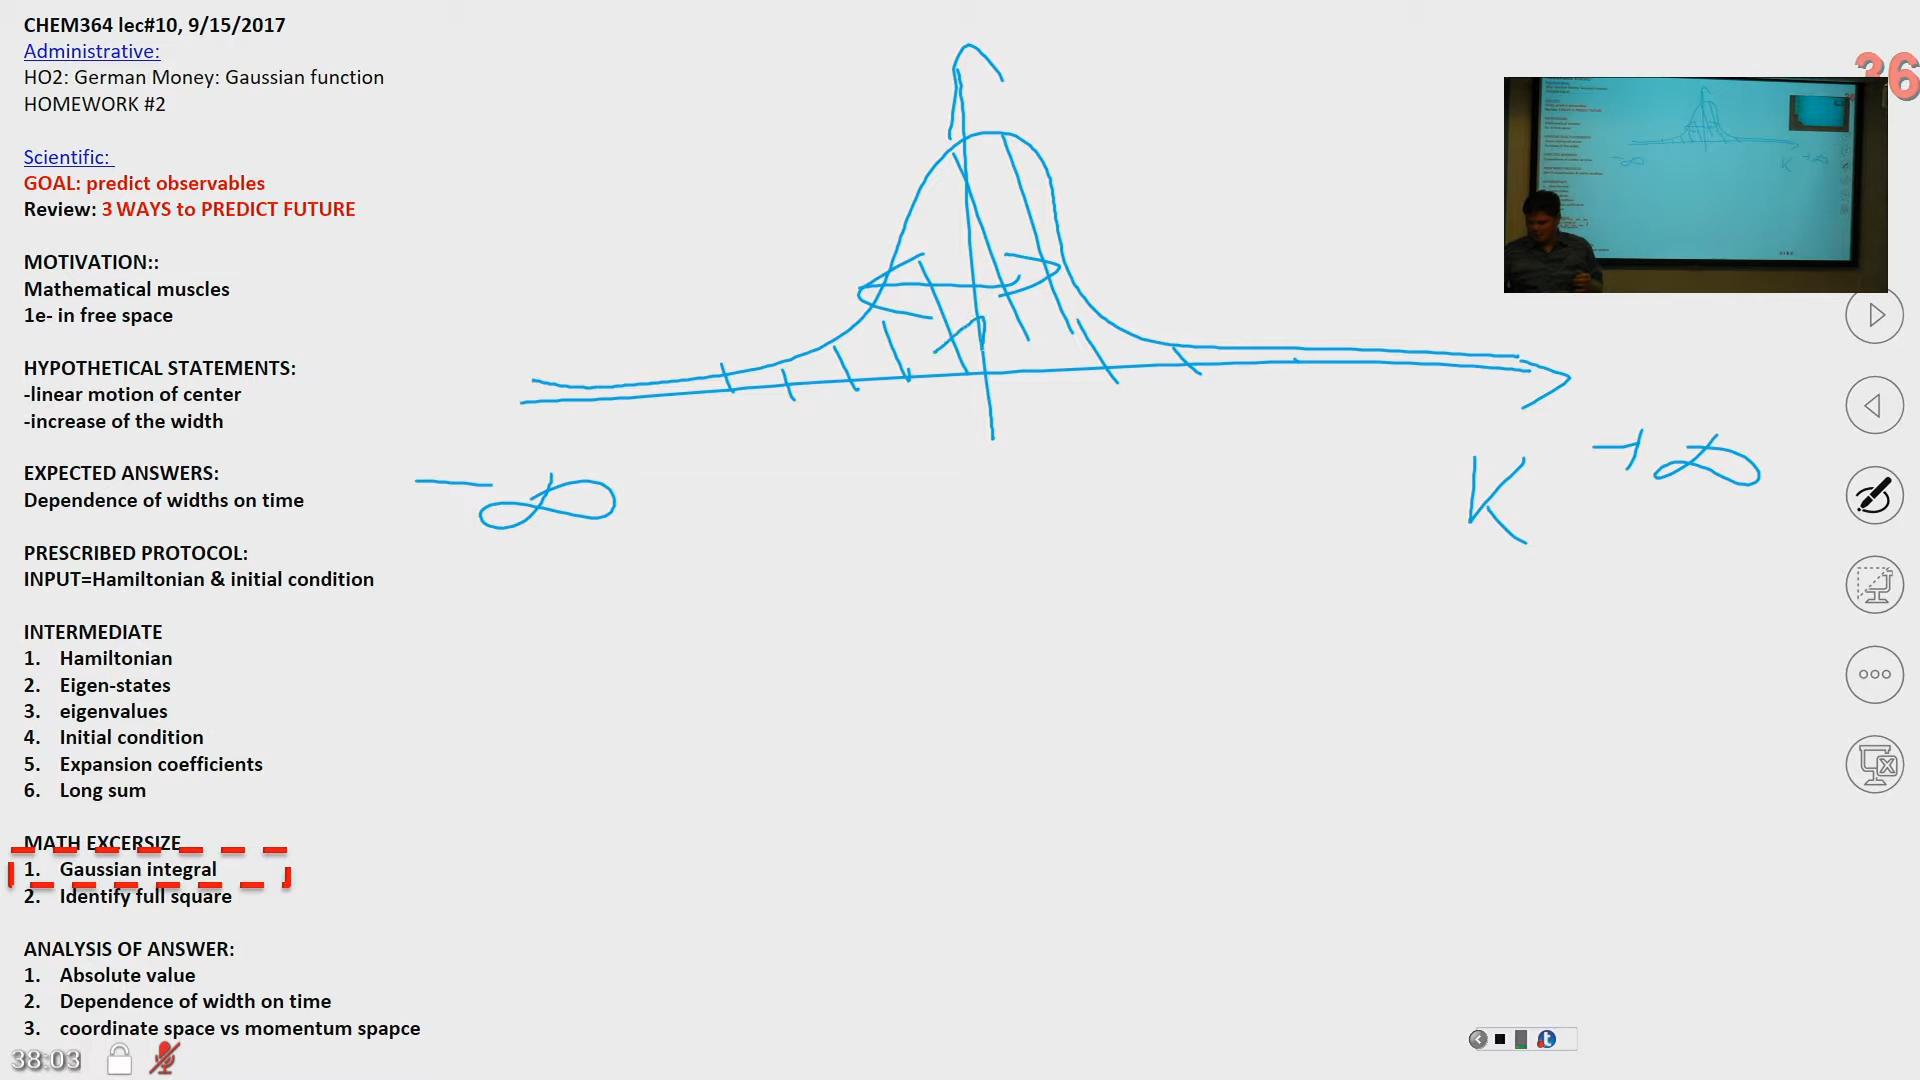 CHEM364 lec#10, 9/15/2017
Administrative:
HO2: German Money: Gaussian function
HOMEWORK #2
Scientific:
GOAL: predict observables
Review: 3 WAYS to PREDICT FUTURE
MOTIVATION::
Mathematical muscles
1e- in free space
HYPOTHETICAL STATEMENTS:
-linear motion of center
-increase of the width
EXPECTED ANSWERS:
Dependence of widths on time
PRESCRIBED PROTOCOL:
INPUT=Hamiltonian & initial condition
INTERMEDIATE
1. Hamiltonian
2. Eigen-states
3. eigenvalues
4. Initial condition
5. Expansion coefficients
6. Long sum
MATH EXCERSIZE
1. Gaussian integral
2. Identify full square
ANALYSIS OF ANSWER:
1. Absolute value
2. Dependence of width on time
3. coordinate space vs momentum spapce
38:03
-∞
K
+∞
36